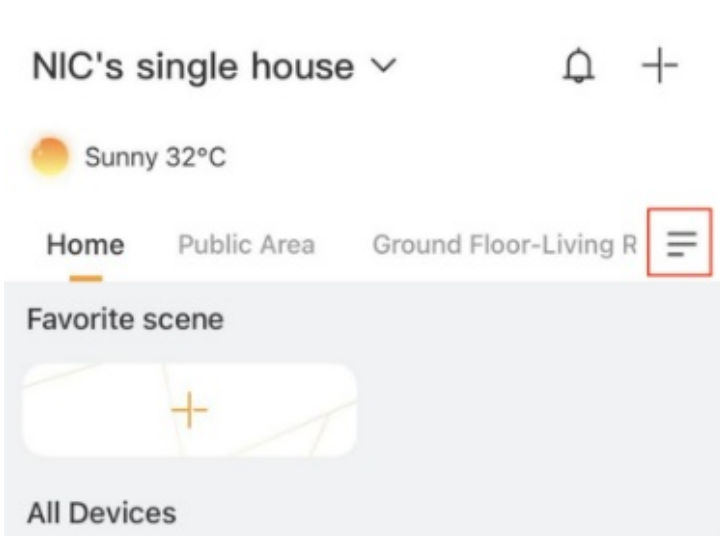 NIC's single house
Sunny 32°C
Home Public Area Ground Floor-Living R
Favorite scene
All Devices